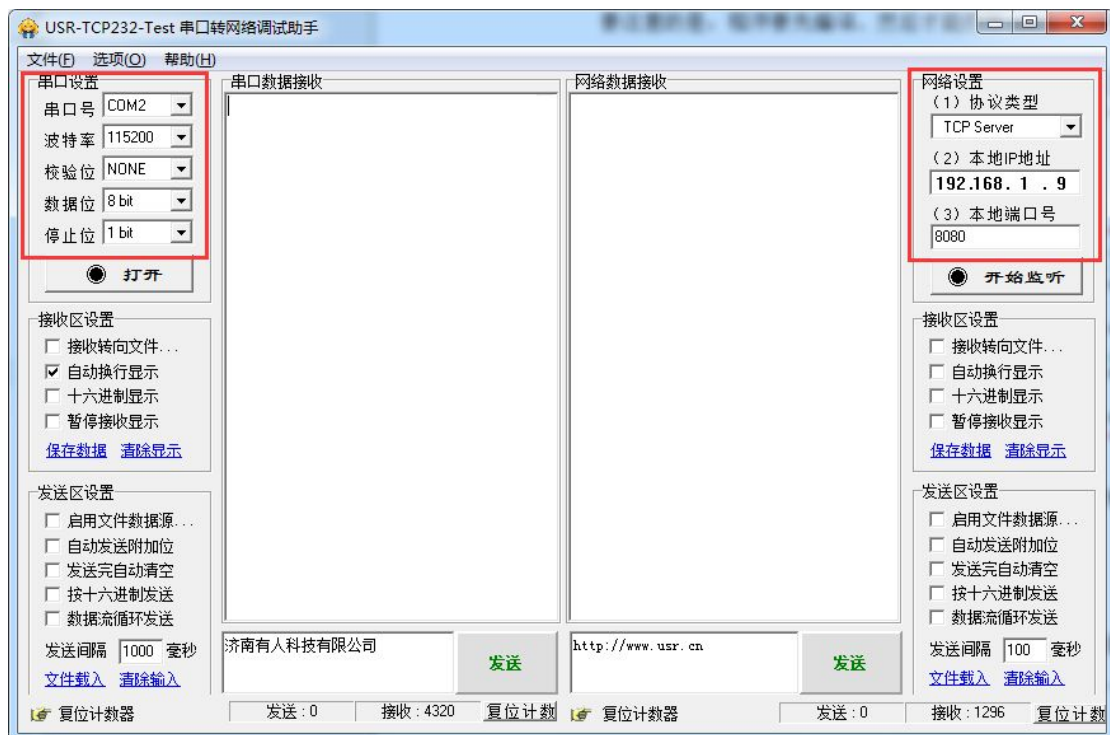 USR-TCP232-Test 串口转网络调试助手
文件(F) 选项(O) 帮助(H)
串口设置
串口号 COM2
波特率 115200
校验位 NONE
数据位 8 bit
停止位 1 bit
打开
接收区设置
接收转向文件...
自动换行显示
十六进制显示
暂停接收显示
保存数据 清除显示
发送区设置
启用文件数据源...
自动发送附加位
发送完自动清空
按十六进制发送
数据流循环发送
发送间隔 1000 毫秒
文件载入 清除输入
串口数据接收
济南有人科技有限公司
发送
网络数据接收
http://www.usr.cn
发送
网络设置
(1) 协议类型
TCP Server
(2) 本地IP地址
192.168. 1 . 9
(3) 本地端口号
8080
开始监听
接收区设置
接收转向文件...
自动换行显示
十六进制显示
暂停接收显示
保存数据 清除显示
发送区设置
启用文件数据源...
自动发送附加位
发送完自动清空
按十六进制发送
数据流循环发送
发送间隔 100 毫秒
文件载入 清除输入
复位计数器 发送:0 接收:4320 复位计数
复位计数器 发送:0 接收:1296 复位计数